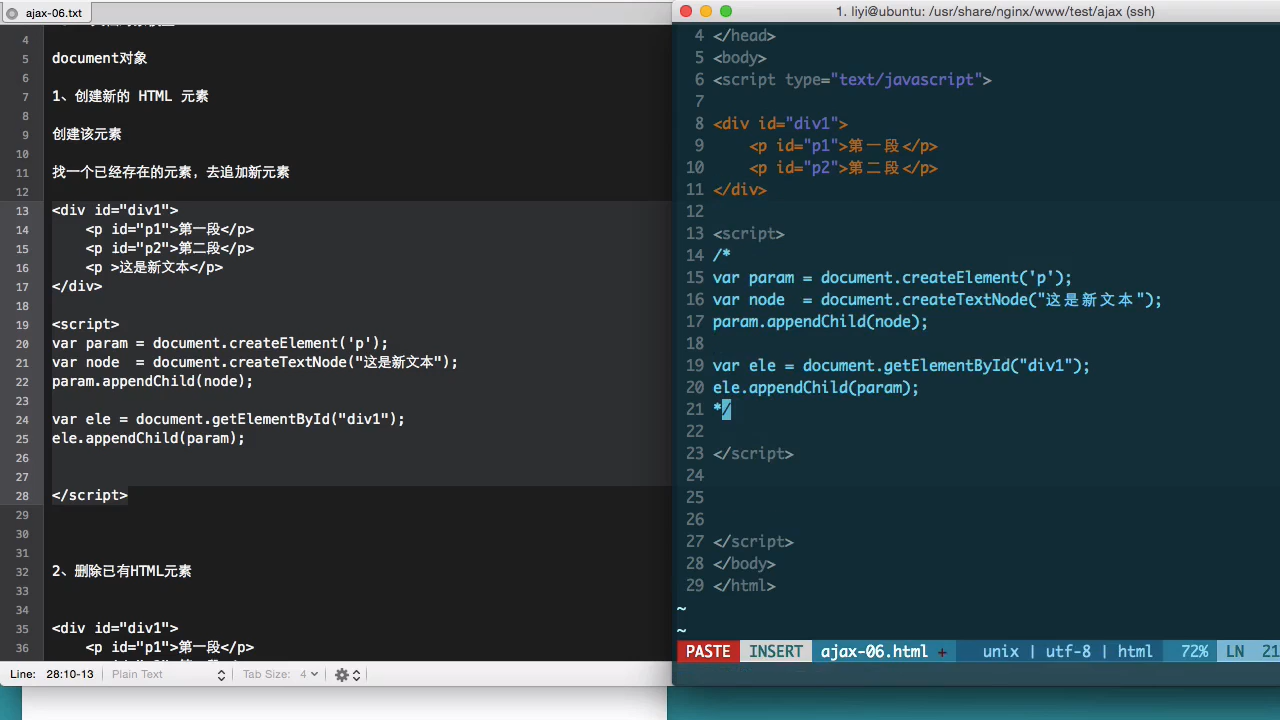 ajax-06.txt
4
5 document对象
6
7 1、创建新的 HTML 元素
8
9 创建该元素
10
11 找一个已经存在的元素，去追加新元素
12
13 <div id="div1">
14     <p id="p1">第一段</p>
15     <p id="p2">第二段</p>
16     <p >这是新文本</p>
17 </div>
18
19 <script>
20 var param = document.createElement('p');
21 var node  = document.createTextNode("这是新文本");
22 param.appendChild(node);
23
24 var ele = document.getElementById("div1");
25 ele.appendChild(param);
26
27
28 </script>
29
30
31
32 2、删除已有HTML元素
33
34
35 <div id="div1">
36     <p id="p1">第一段</p>
Line: 28:10-13 Plain Text Tab Size: 4
1. liyi@ubuntu: /usr/share/nginx/www/test/ajax (ssh)
4 </head>
5 <body>
6 <script type="text/javascript">
7
8 <div id="div1">
9     <p id="p1">第一段</p>
10     <p id="p2">第二段</p>
11 </div>
12
13 <script>
14 /*
15 var param = document.createElement('p');
16 var node  = document.createTextNode("这是新文本");
17 param.appendChild(node);
18
19 var ele = document.getElementById("div1");
20 ele.appendChild(param);
21 */
22
23 </script>
24
25
26
27 </script>
28 </body>
29 </html>
~
~
PASTE INSERT ajax-06.html + unix | utf-8 | html 72% LN 21